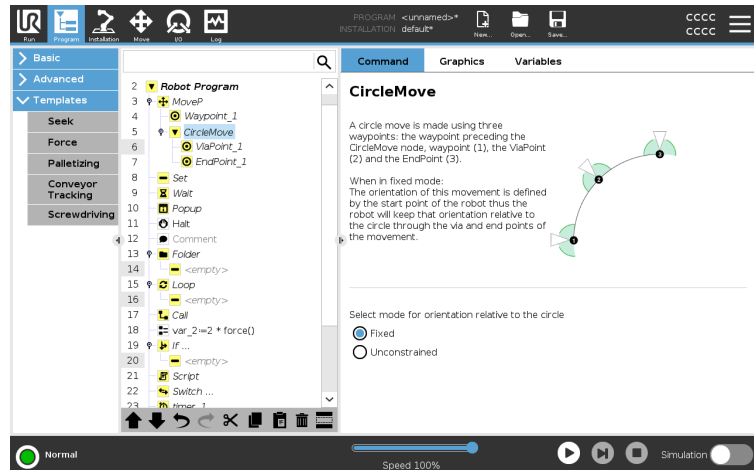 UR
PROGRAM <unnamed>*
INSTALLATION default*
CCCC
CCCC
Run
Program
Installation
Move
I/O
Log
New...
Open...
Save...
Basic
Advanced
Templates
Seek
Force
Palletizing
Conveyor
Tracking
Screwdriving
2 Robot Program
3 MoveP
4 Waypoint_1
5 CircleMove
6 ViaPoint_1
7 EndPoint_1
8 Set
9 Wait
10 Popup
11 Halt
12 Comment
13 Folder
14 <empty>
15 Loop
16 <empty>
17 Call
18 var_2:=2 * force()
19 If ...
20 <empty>
21 Script
22 Switch ...
23 timer_1
Command
Graphics
Variables
CircleMove
A circle move is made using three
waypoints: the waypoint preceding the
CircleMove node, waypoint (1), the ViaPoint
(2) and the EndPoint (3).
When in fixed mode:
The orientation of this movement is defined
by the start point of the robot thus the
robot will keep that orientation relative to
the circle through the via and end points of
the movement.
3
2
1
Select mode for orientation relative to the circle
Fixed
Unconstrained
Normal
Speed 100%
Simulation